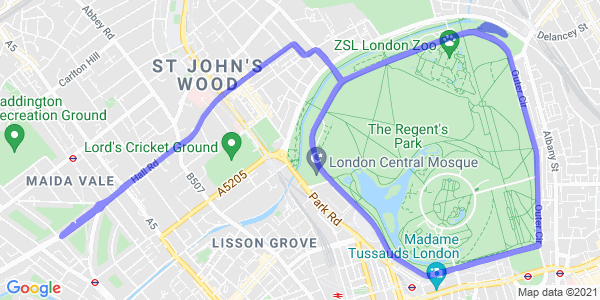 Delancey St
Abbey Rd
ZSL London Zoo
A5
Carlton Hill
ST JOHN'S
WOOD
Outer Cir
addington
ecreation Ground
The Regent's
Park
Albany St
Lord's Cricket Ground
London Central Mosque
Hall Rd
MAIDA VALE
B507
A5205
Park Rd
Outer Cir
A5
LISSON GROVE
Madame
Tussauds London
Google
Map data ©2021